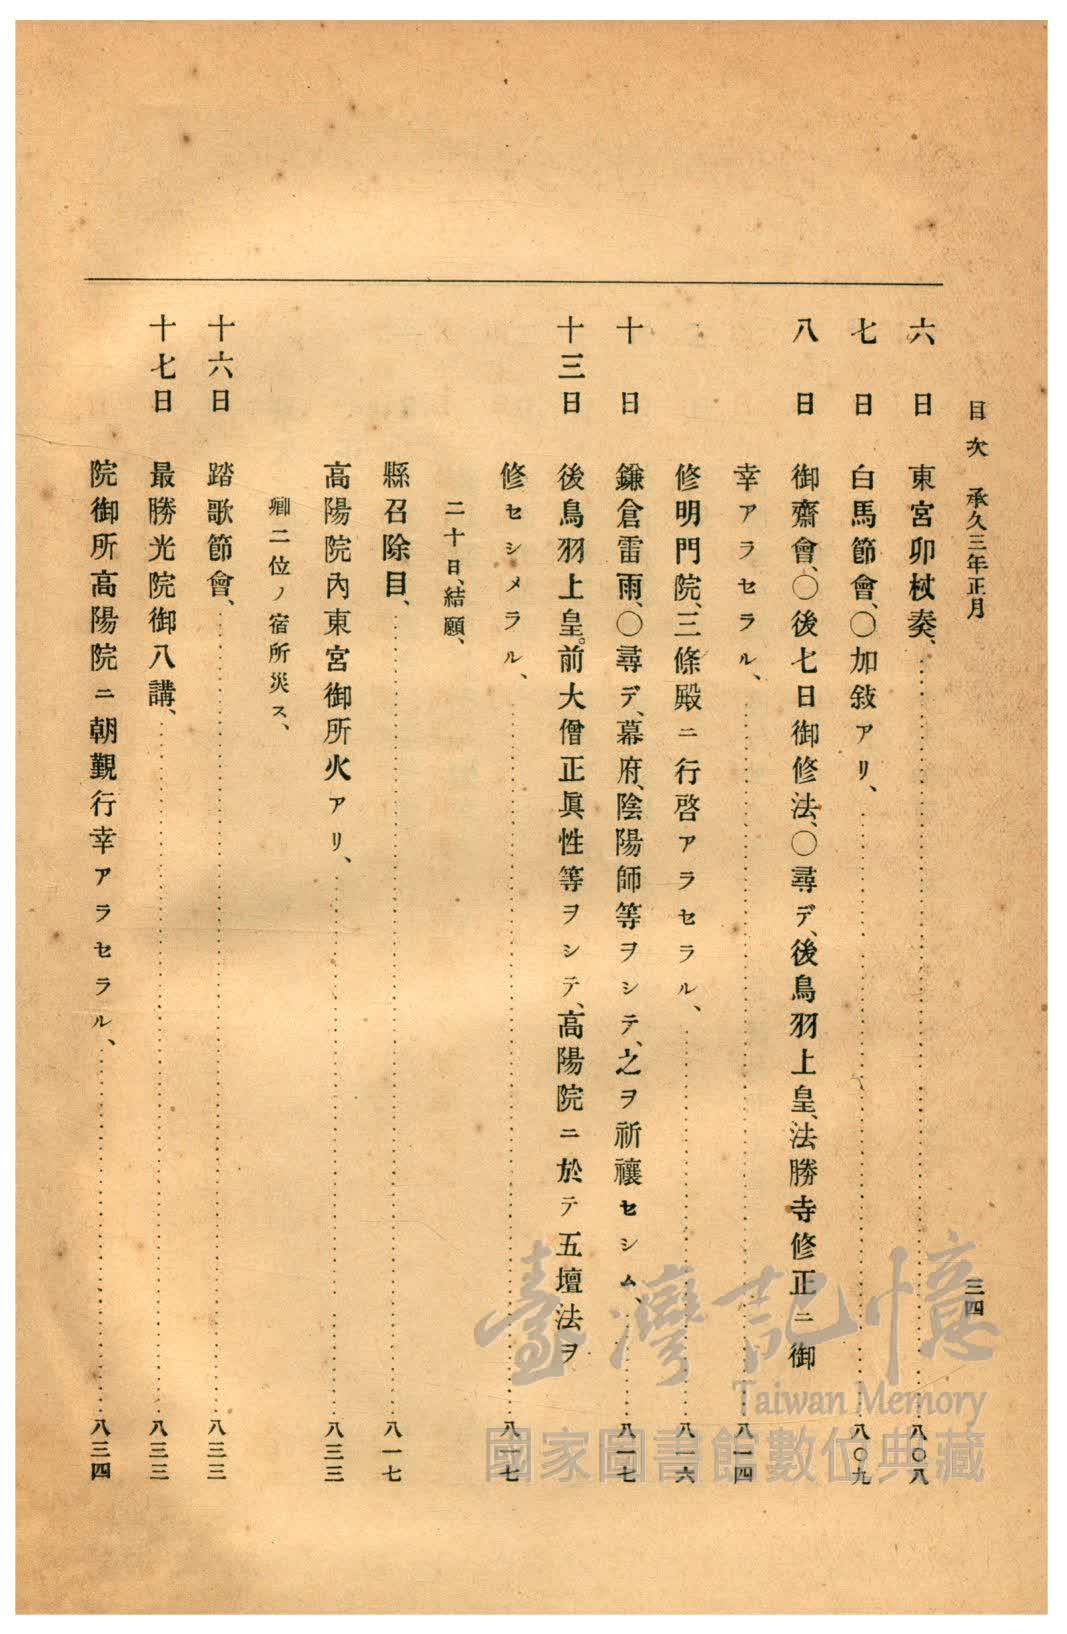 目次 承久三年正月 三四
六日 東宮卯杖奏、 八〇八
七日 白馬節會、〇加敍アリ、 八〇九
八日 御齋會、〇後七日御修法、〇尋デ、後鳥羽上皇、法勝寺修正ニ御
幸アラセラル、 八一四
修明門院、三條殿ニ行啓アラセラル、 八一六
十日 鎌倉雷雨、〇尋デ、幕府、陰陽師等ヲシテ、之ヲ祈禳セシム、 八一七
十三日 後鳥羽上皇。前大僧正眞性等ヲシテ、高陽院ニ於テ五壇法ヲ
修セシメラル、 八一七
二十日、結願、
縣召除目、 八一七
高陽院內東宮御所火アリ、 八三三
卿二位ノ宿所災ス、
十六日 踏歌節會、 八三三
十七日 最勝光院御八講、 八三三
院御所高陽院ニ朝覲行幸アラセラル、 八三四
臺灣記憶
Taiwan Memory
國家圖書館數位典藏